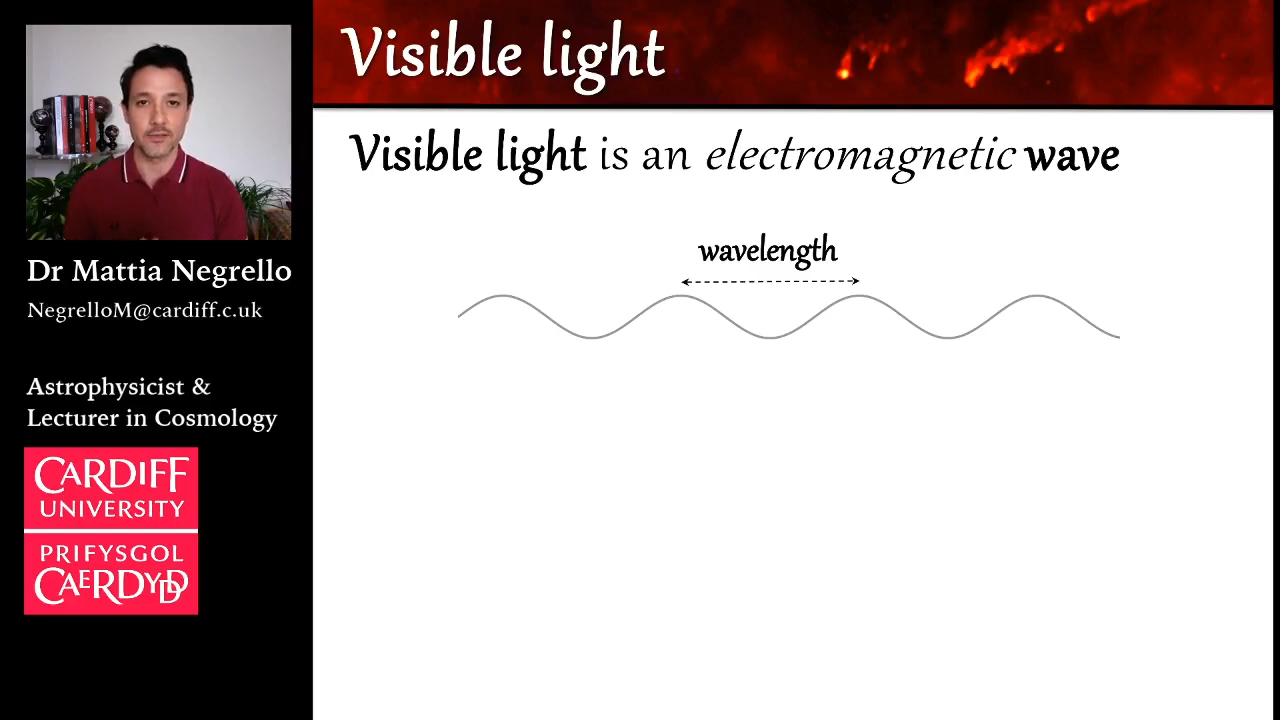 Visible light
Visible light is an electromagnetic wave
wavelength
Dr Mattia Negrello
NegrelloM@cardiff.c.uk
Astrophysicist &
Lecturer in Cosmology
CARDIFF
UNIVERSITY
PRIFYSGOL
CAERDYDD